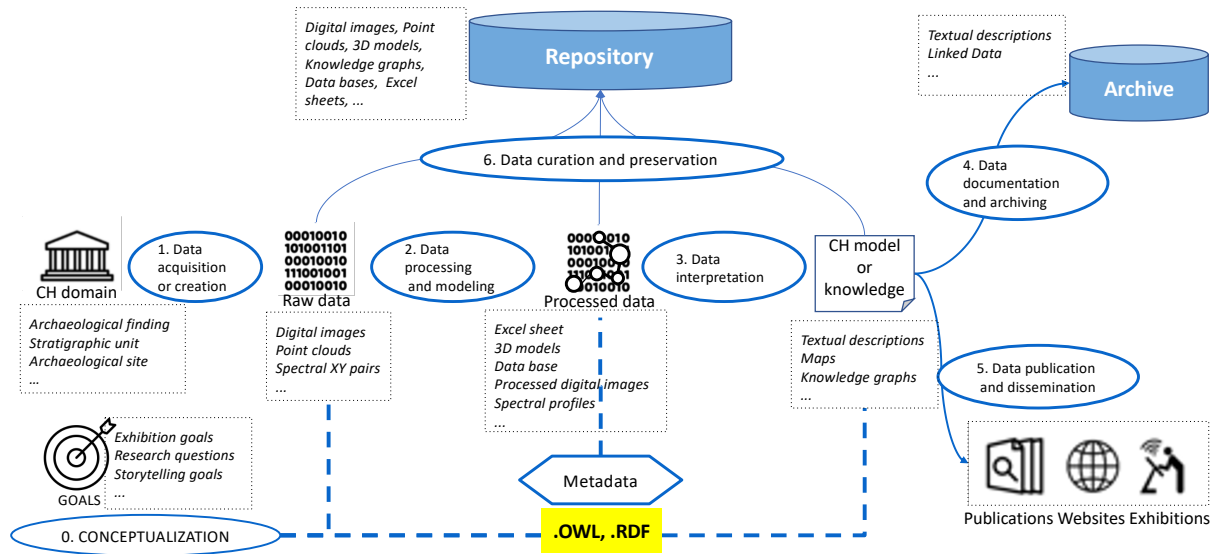 Digital images, Point
clouds, 3D models,
Knowledge graphs,
Data bases, Excel
sheets, ...
Repository
Textual descriptions
Linked Data
...
Archive
6. Data curation and preservation
4. Data
documentation
and archiving
CH domain
1. Data
acquisition
or creation
00010010
101001101
00010010
111001001
00010010
Raw data
2. Data
processing
and modeling
Processed data
3. Data
interpretation
CH model
or
knowledge
Archaeological finding
Stratigraphic unit
Archaeological site
...
Digital images
Point clouds
Spectral XY pairs
...
Excel sheet
3D models
Data base
Processed digital images
Spectral profiles
...
Textual descriptions
Maps
Knowledge graphs
...
5. Data publication
and dissemination
GOALS
Exhibition goals
Research questions
Storytelling goals
...
Metadata
0. CONCEPTUALIZATION
.OWL, .RDF
Publications Websites Exhibitions